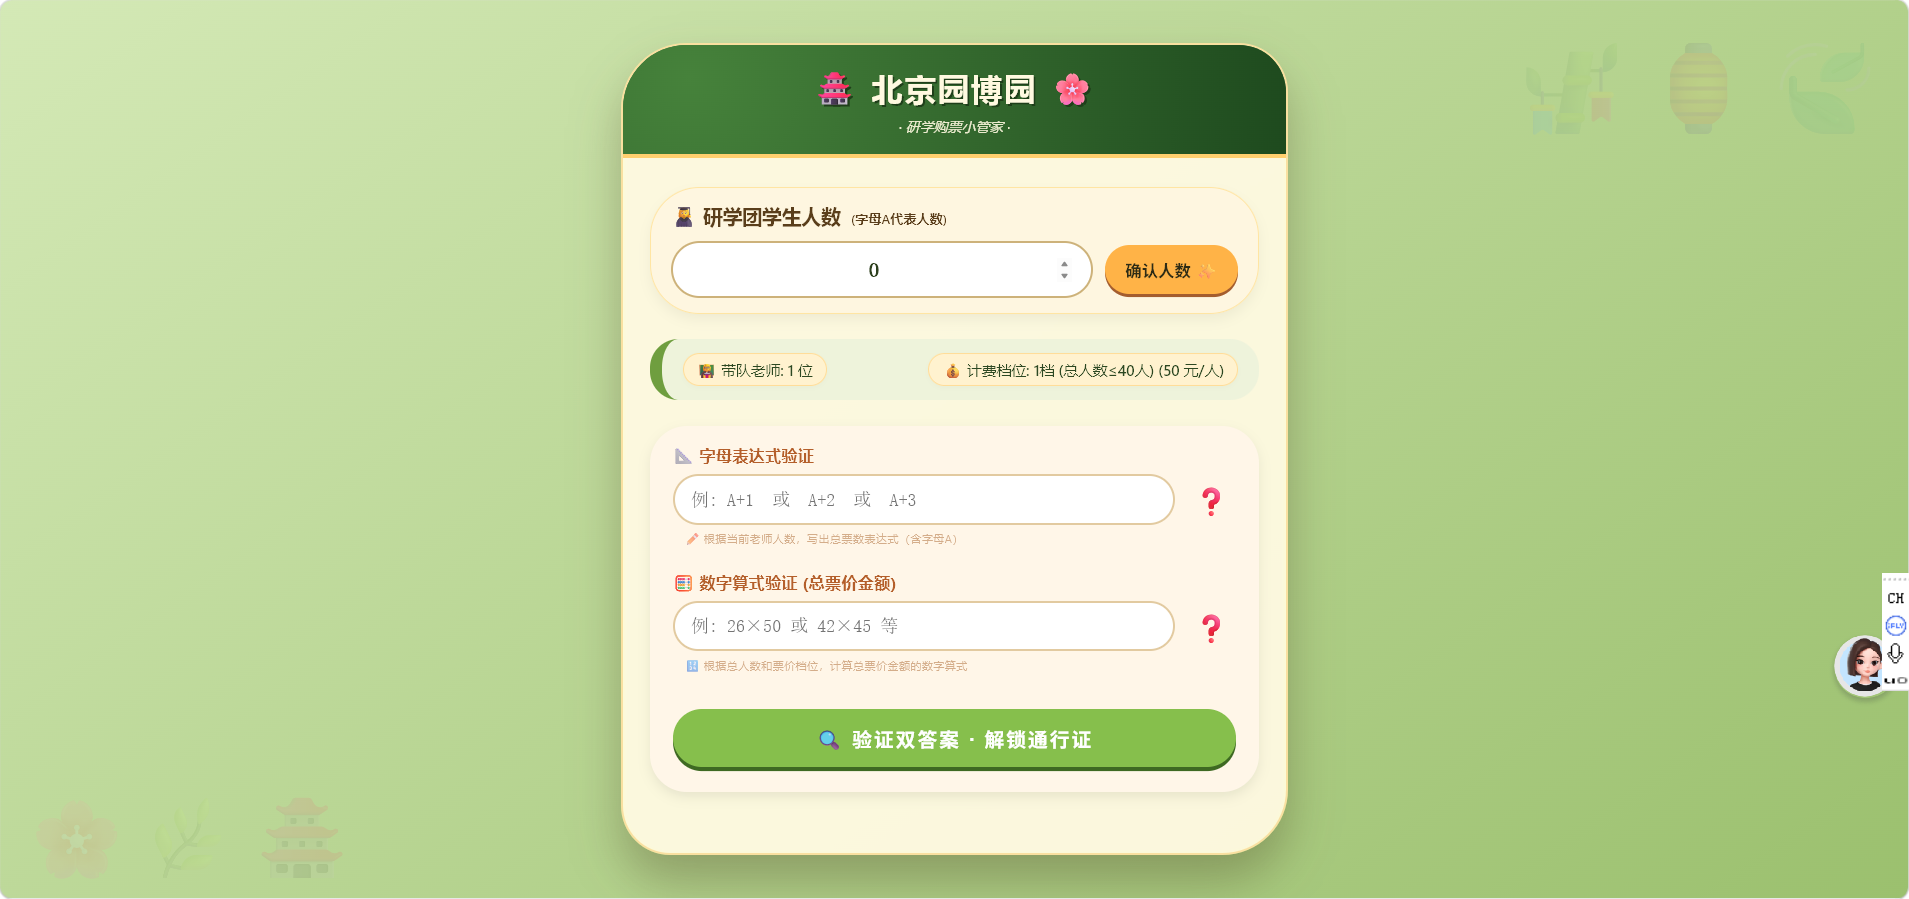 北京园博园
· 研学购票小管家 ·
研学团学生人数 (字母A代表人数)
0
确认人数
带队老师: 1 位
计费档位: 1档 (总人数≤40人) (50 元/人)
字母表达式验证
例: A+1 或 A+2 或 A+3
根据当前老师人数，写出总票数表达式（含字母A）
数字算式验证 (总票价金额)
例: 26×50 或 42×45 等
根据总人数和票价档位，计算总票价金额的数字算式
验证双答案 · 解锁通行证
CH
iFLY